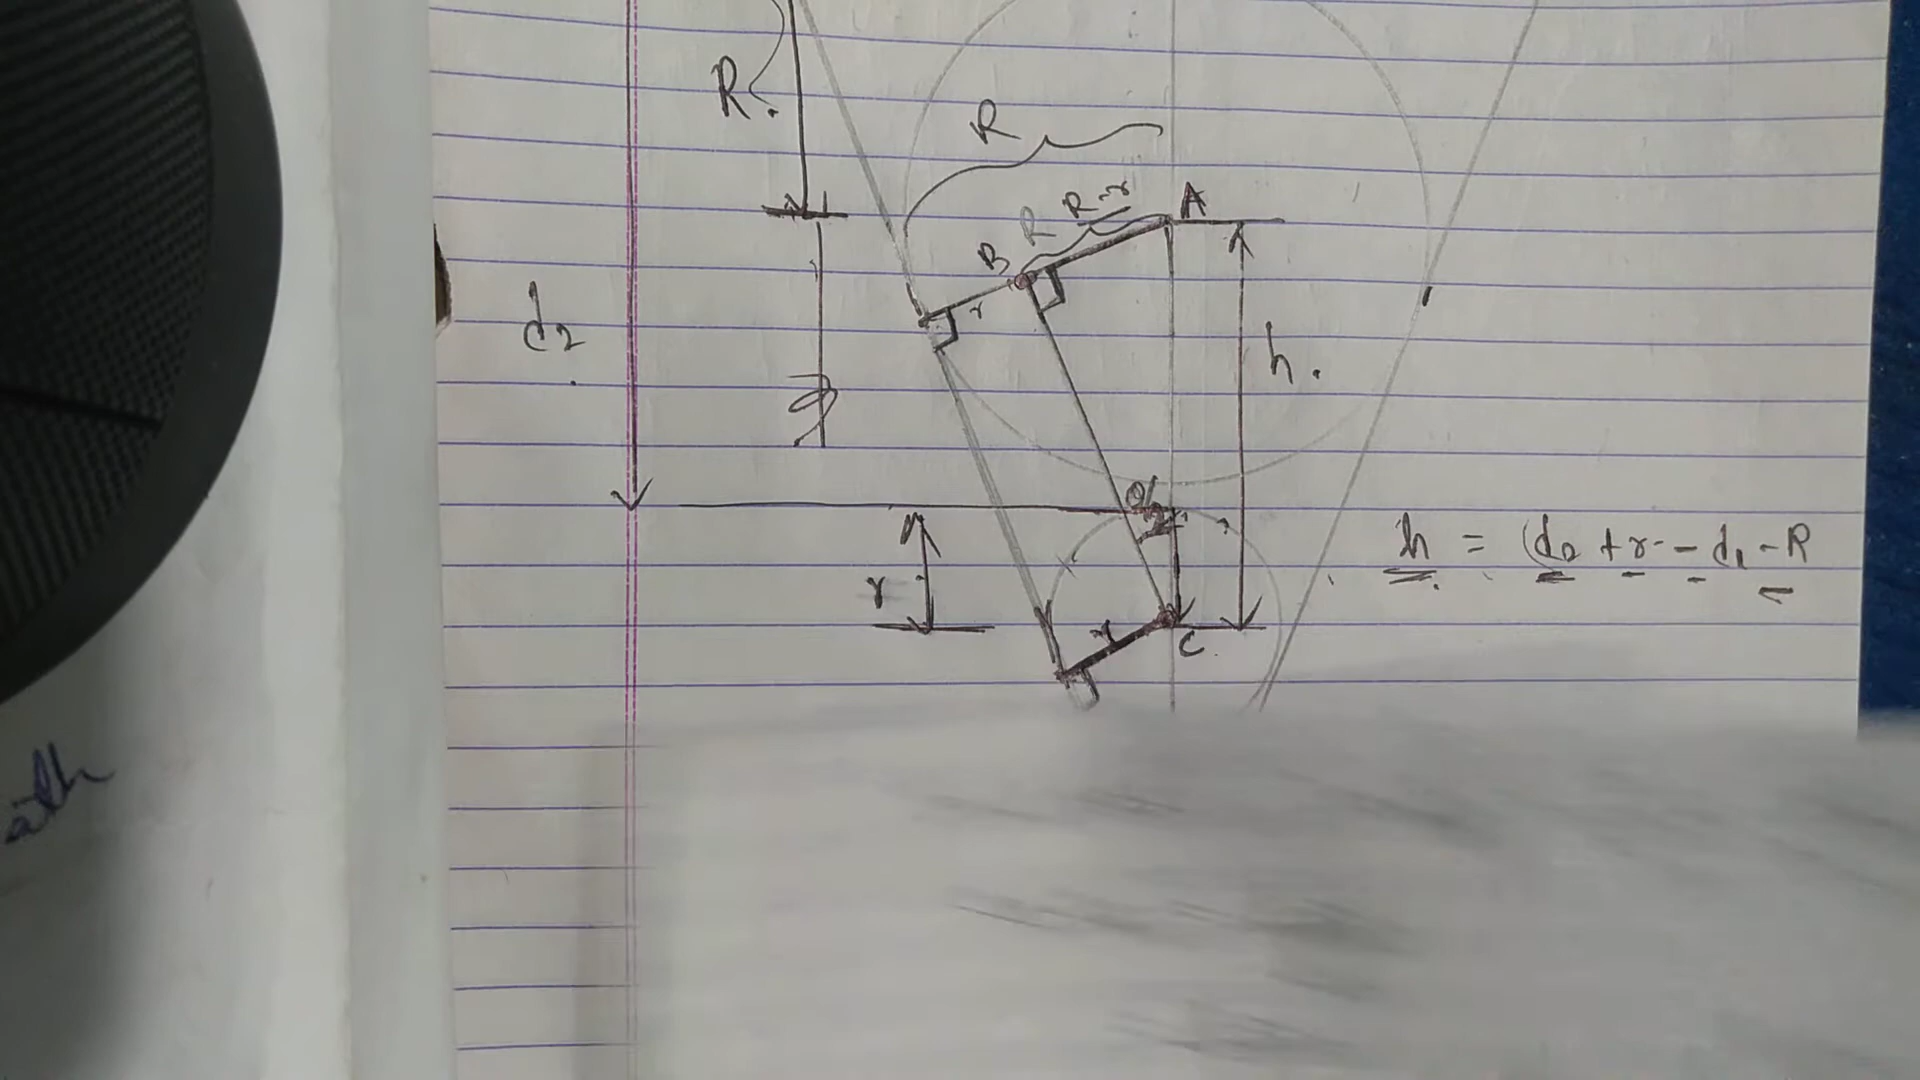 R
R
R - r
A
R
B
r
d2
h.
θ/2
h = (d2 + r - d1 - R
r
r
C
ath